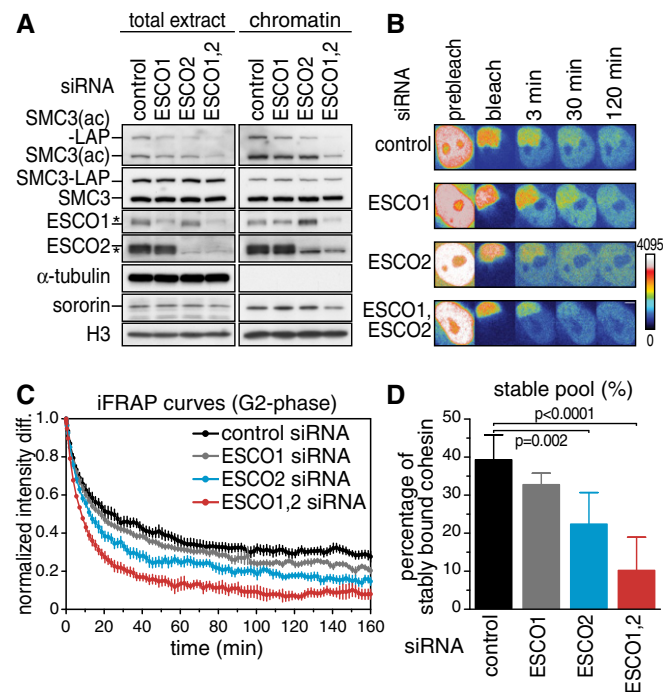 A
total extract
chromatin
siRNA
control
ESCO1
ESCO2
ESCO1,2
control
ESCO1
ESCO2
ESCO1,2
SMC3(ac)
-LAP
SMC3(ac)
SMC3-LAP
SMC3
ESCO1*
ESCO2*
α-tubulin
sororin
H3
B
siRNA
prebleach
bleach
3 min
30 min
120 min
control
ESCO1
ESCO2
ESCO1,
ESCO2
4095
0
C
iFRAP curves (G2-phase)
control siRNA
ESCO1 siRNA
ESCO2 siRNA
ESCO1,2 siRNA
normalized intensity diff.
1.0
0.8
0.6
0.4
0.2
0
0 20 40 60 80 100 120 140 160
time (min)
D
stable pool (%)
p<0.0001
p=0.002
percentage of
stably bound cohesin
50
40
30
20
10
0
siRNA
control
ESCO1
ESCO2
ESCO1,2